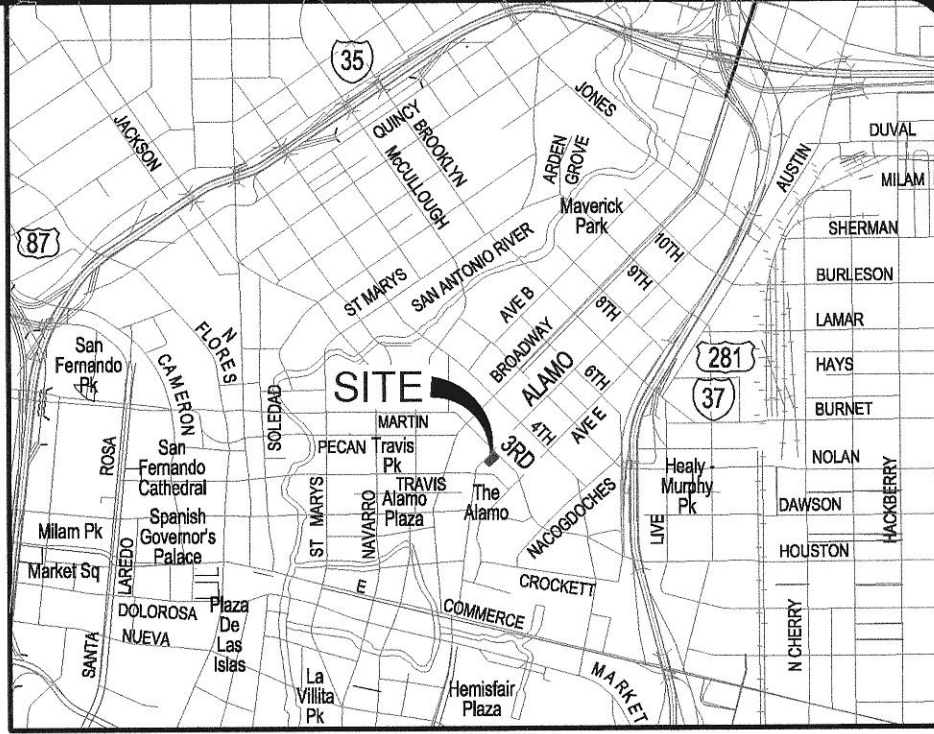 35
JACKSON
QUINCY
BROOKLYN
McCULLOUGH
JONES
ARDEN
GROVE
Maverick
Park
AUSTIN
DUVAL
MILAM
SHERMAN
BURLESON
LAMAR
HAYS
BURNET
NOLAN
DAWSON
HOUSTON
HACKBERRY
N CHERRY
87
ST MARYS
SAN ANTONIO RIVER
AVE B
BROADWAY
ALAMO
10TH
9TH
8TH
6TH
AVE E
4TH
3RD
281
37
San
Fernando
Pk
CAMERON
N
FLORES
SOLEDAD
SITE
MARTIN
PECAN
Travis
Pk
TRAVIS
Alamo
Plaza
The
Alamo
NACOGDOCHES
LIVE
Healy -
Murphy
Pk
ROSA
San
Fernando
Cathedral
Spanish
Governor's
Palace
Milam Pk
Market Sq
LAREDO
SANTA
DOLOROSA
NUEVA
Plaza
De
Las
Islas
ST MARYS
NAVARRO
E
COMMERCE
CROCKETT
MARKET
La
Villita
Pk
Hemisfair
Plaza